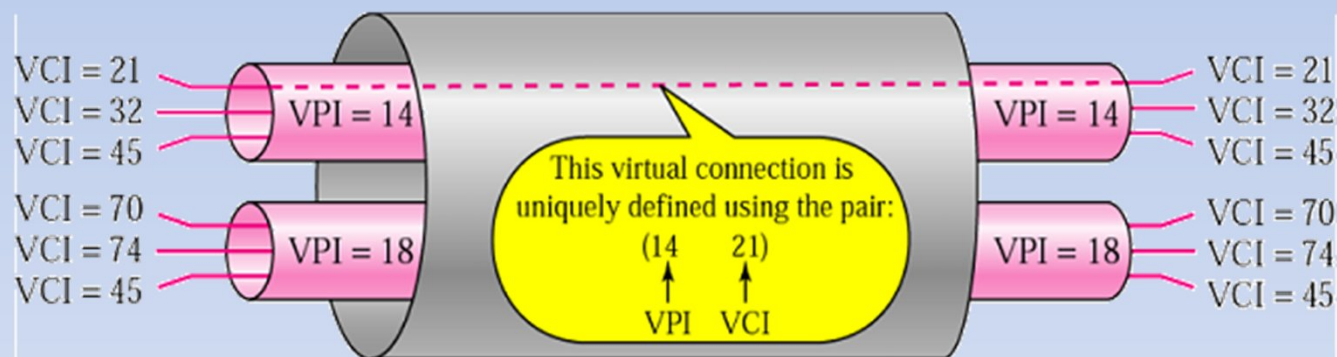 VCI = 21
VCI = 32
VCI = 45
VPI = 14
VCI = 70
VCI = 74
VCI = 45
VPI = 18
This virtual connection is
uniquely defined using the pair:
(14 21)
VPI VCI
VPI = 14
VCI = 21
VCI = 32
VCI = 45
VPI = 18
VCI = 70
VCI = 74
VCI = 45